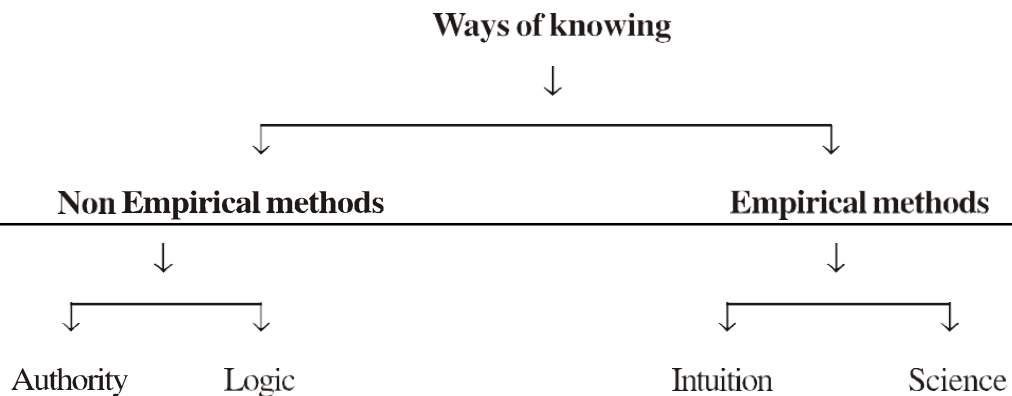 Ways of knowing
Non Empirical methods Empirical methods
Authority Logic Intuition Science